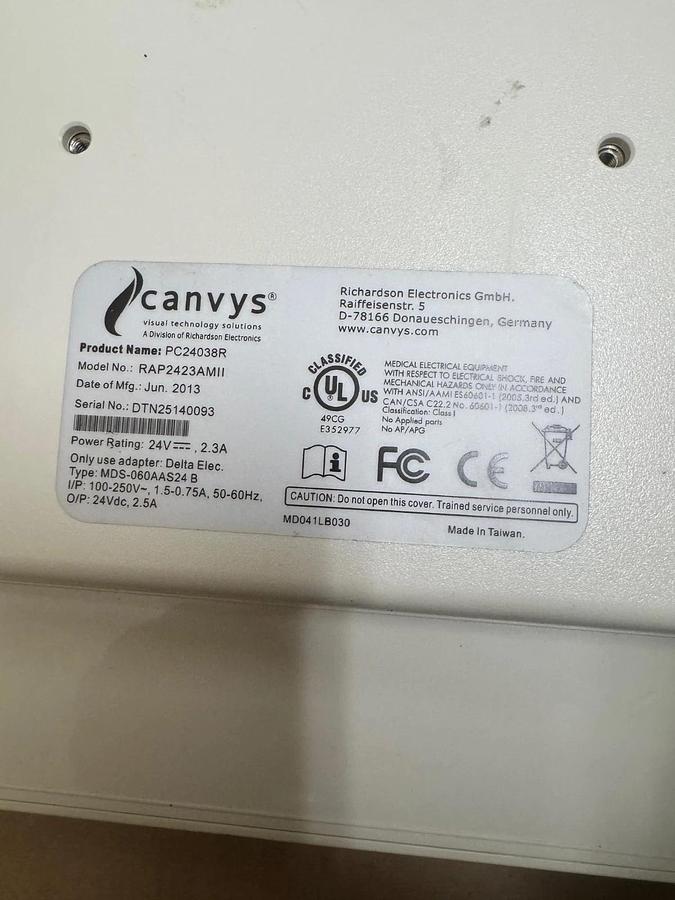 canvys®
visual technology solutions
A Division of Richardson Electronics
Richardson Electronics GmbH.
Raiffeisenstr. 5
D-78166 Donaueschingen, Germany
www.canvys.com
Product Name: PC24038R
Model No.: RAP2423AMII
Date of Mfg.: Jun. 2013
Serial No.: DTN25140093
Power Rating: 24V⎓, 2.3A
Only use adapter: Delta Elec.
Type: MDS-060AAS24 B
I/P: 100-250V~, 1.5-0.75A, 50-60Hz,
O/P: 24Vdc, 2.5A
CLASSIFIED
C UL US
®
49CG
E352977
MEDICAL ELECTRICAL EQUIPMENT
WITH RESPECT TO ELECTRICAL SHOCK, FIRE AND
MECHANICAL HAZARDS ONLY IN ACCORDANCE
WITH ANSI/AAMI ES60601-1 (2005.3rd ed.) AND
CAN/CSA C22.2 No. 60601-1 (2008.3rd ed.)
Classification: Class I
No Applied parts
No AP/APG
i
FC CE
CAUTION: Do not open this cover. Trained service personnel only.
MD041LB030
Made In Taiwan.